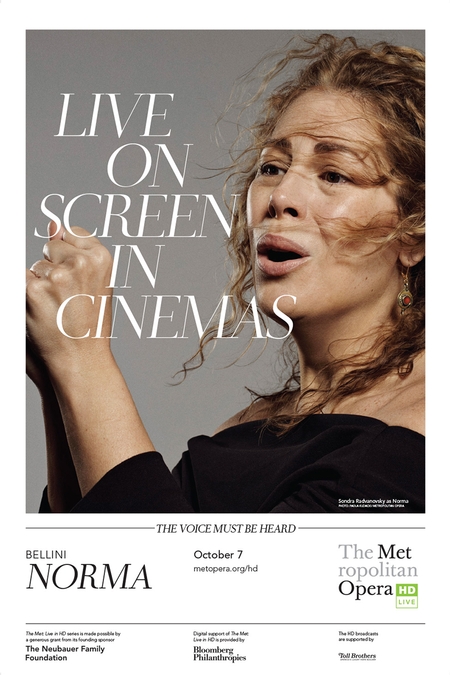 LIVE
ON
SCREEN
IN
CINEMAS
Sondra Radvanovsky as Norma
THE VOICE MUST BE HEARD
BELLINI
NORMA
October 7
metopera.org/hd
The Met
ropolitan
Opera HD
LIVE
The Met: Live in HD series is made possible by
a generous grant from its founding sponsor
The Neubauer Family
Foundation
Digital support of The Met:
Live in HD is provided by
Bloomberg
Philanthropies
The HD broadcasts
are supported by
Toll Brothers